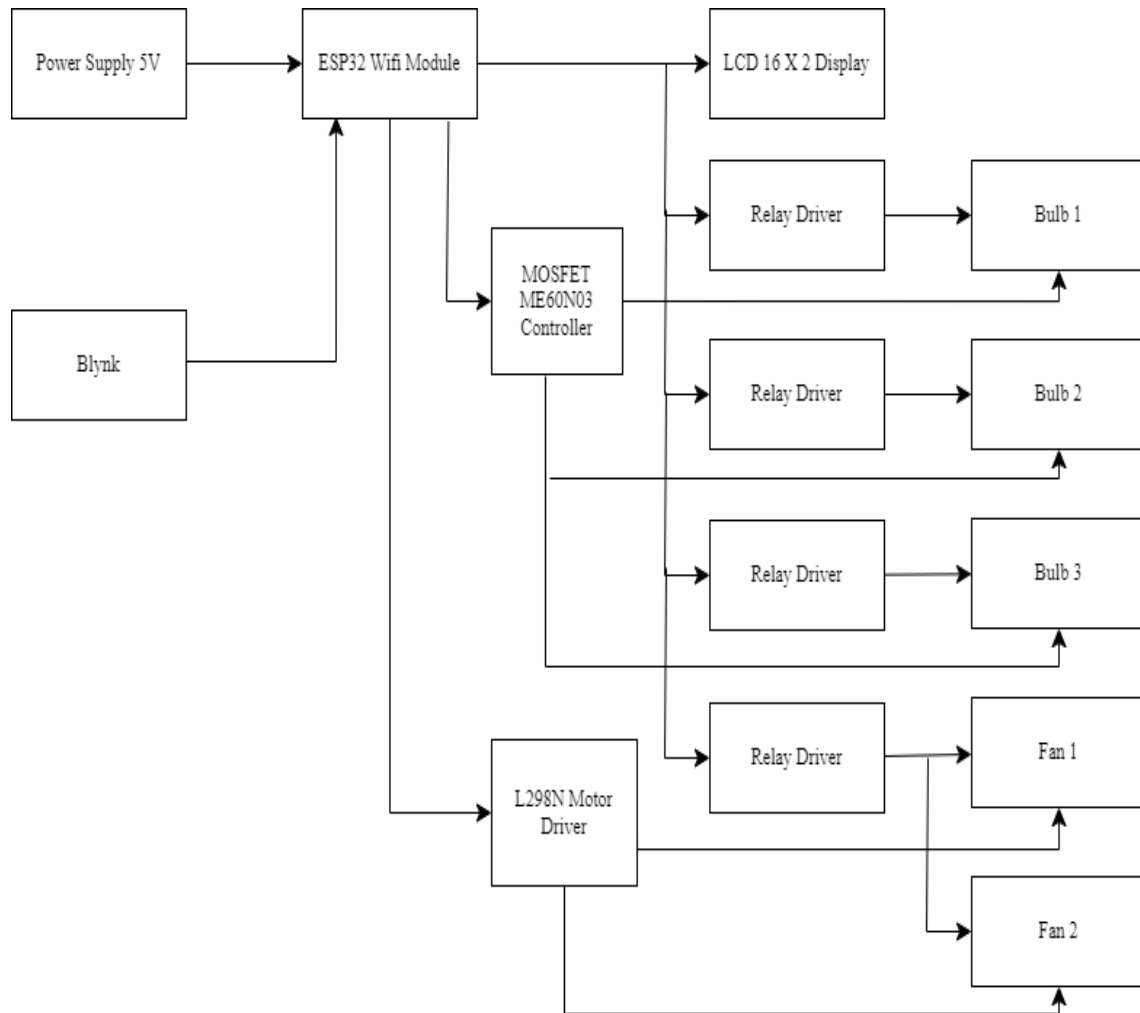 Power Supply 5V
ESP32 Wifi Module
LCD 16 X 2 Display
Relay Driver
Bulb 1
MOSFET
ME60N03
Controller
Blynk
Relay Driver
Bulb 2
Relay Driver
Bulb 3
Relay Driver
Fan 1
L298N Motor
Driver
Fan 2